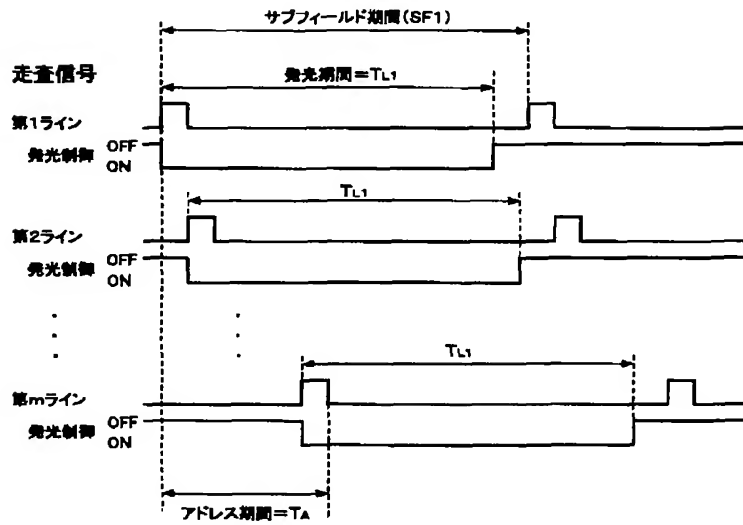 サブフィールド期間(SF1)
走査信号
発光期間=TL1
第1ライン
発光制御 OFF
ON
TL1
第2ライン
発光制御 OFF
ON
TL1
第mライン
発光制御 OFF
ON
アドレス期間=TA